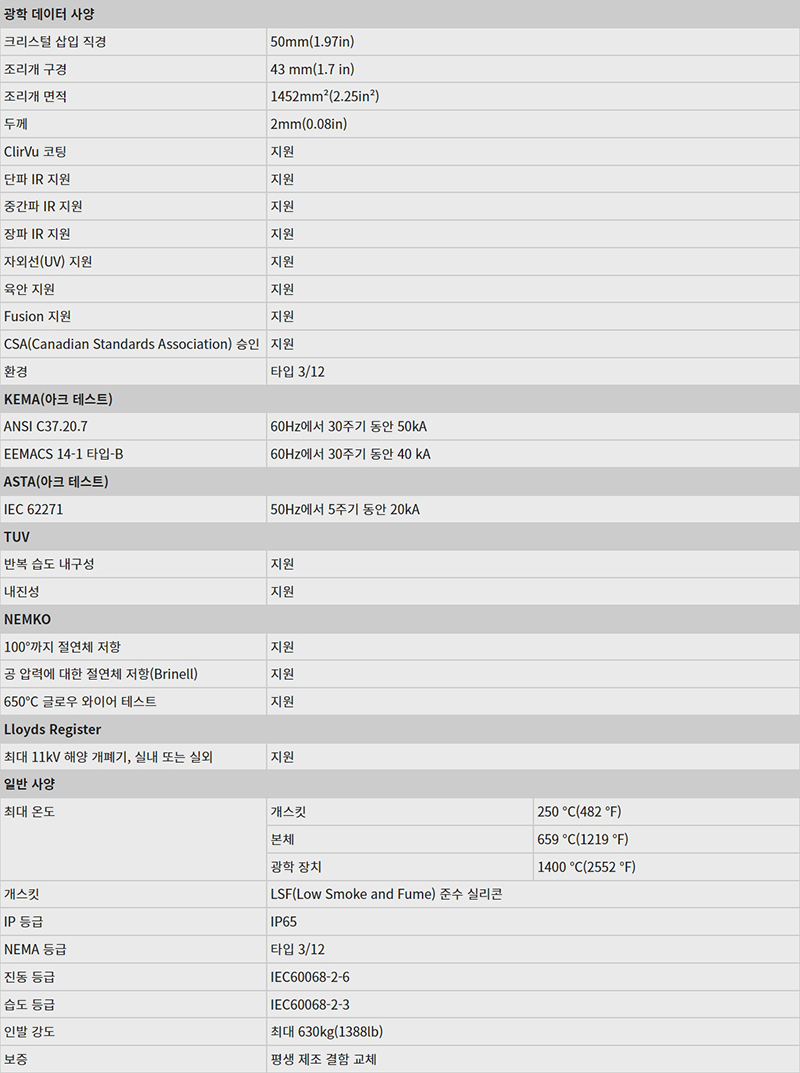 광학 데이터 사양
크리스털 삽입 직경 50mm(1.97in)
조리개 구경 43 mm(1.7 in)
조리개 면적 1452mm²(2.25in²)
두께 2mm(0.08in)
ClirVu 코팅 지원
단파 IR 지원 지원
중간파 IR 지원 지원
장파 IR 지원 지원
자외선(UV) 지원 지원
육안 지원 지원
Fusion 지원 지원
CSA(Canadian Standards Association) 승인 지원
환경 타입 3/12
KEMA(아크 테스트)
ANSI C37.20.7 60Hz에서 30주기 동안 50kA
EEMACS 14-1 타입-B 60Hz에서 30주기 동안 40 kA
ASTA(아크 테스트)
IEC 62271 50Hz에서 5주기 동안 20kA
TUV
반복 습도 내구성 지원
내진성 지원
NEMKO
100°까지 절연체 저항 지원
공 압력에 대한 절연체 저항(Brinell) 지원
650°C 글로우 와이어 테스트 지원
Lloyds Register
최대 11kV 해양 개폐기, 실내 또는 실외 지원
일반 사양
최대 온도 개스킷 250 °C(482 °F)
본체 659 °C(1219 °F)
광학 장치 1400 °C(2552 °F)
개스킷 LSF(Low Smoke and Fume) 준수 실리콘
IP 등급 IP65
NEMA 등급 타입 3/12
진동 등급 IEC60068-2-6
습도 등급 IEC60068-2-3
인발 강도 최대 630kg(1388lb)
보증 평생 제조 결함 교체